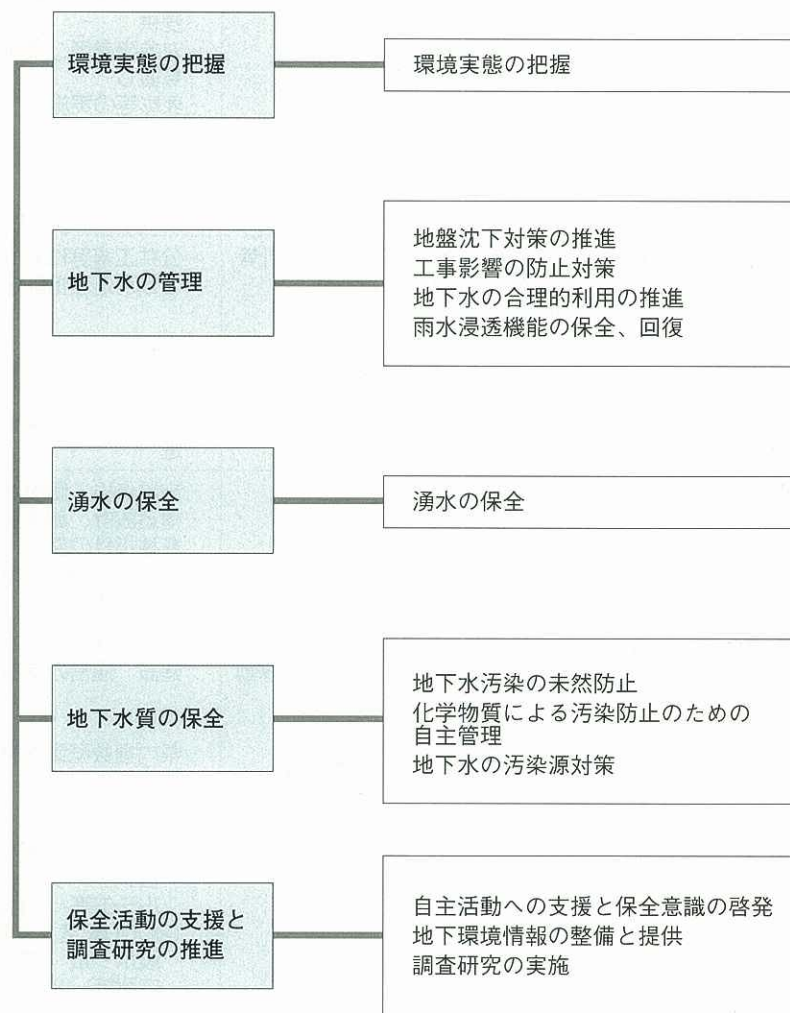 環境実態の把握
環境実態の把握
地下水の管理
地盤沈下対策の推進
工事影響の防止対策
地下水の合理的利用の推進
雨水浸透機能の保全、回復
湧水の保全
湧水の保全
地下水質の保全
地下水汚染の未然防止
化学物質による汚染防止のための
自主管理
地下水の汚染源対策
保全活動の支援と
調査研究の推進
自主活動への支援と保全意識の啓発
地下環境情報の整備と提供
調査研究の実施